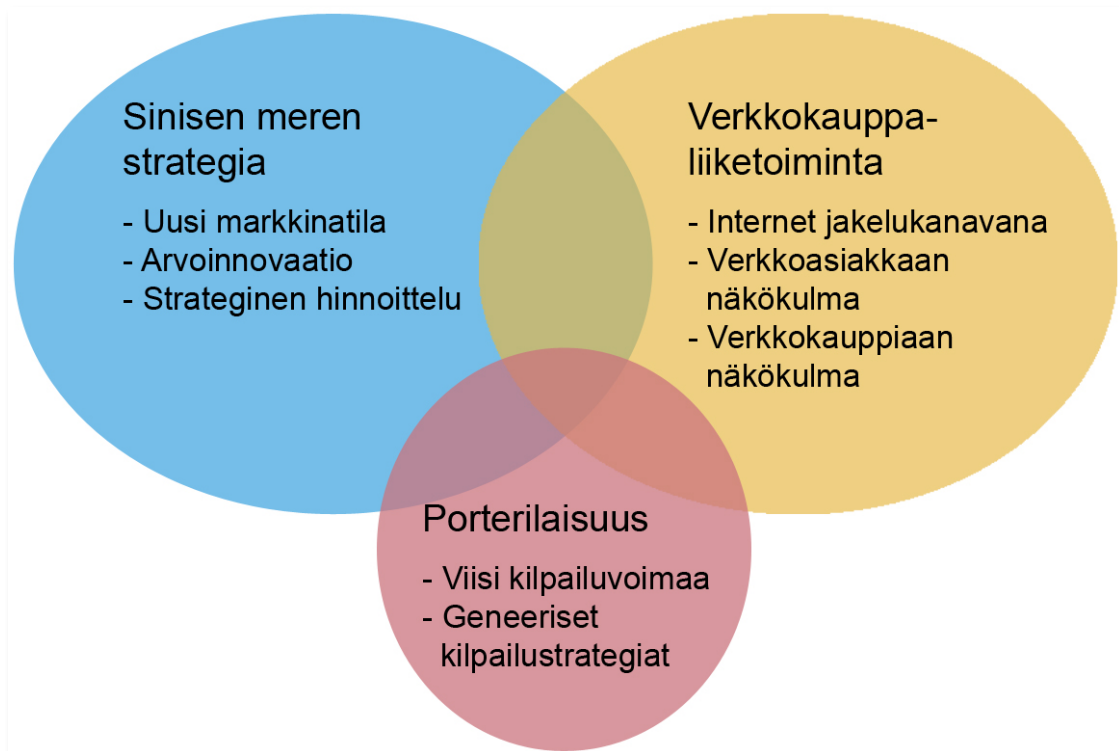 Sinisen meren
strategia
- Uusi markkinatila
- Arvoinnovaatio
- Strateginen hinnoittelu
Verkkokauppa-
liiketoiminta
- Internet jakelukanavana
- Verkkoasiakkaan
näkökulma
- Verkkokauppiaan
näkökulma
Porterilaisuus
- Viisi kilpailuvoimaa
- Geneeriset
kilpailustrategiat